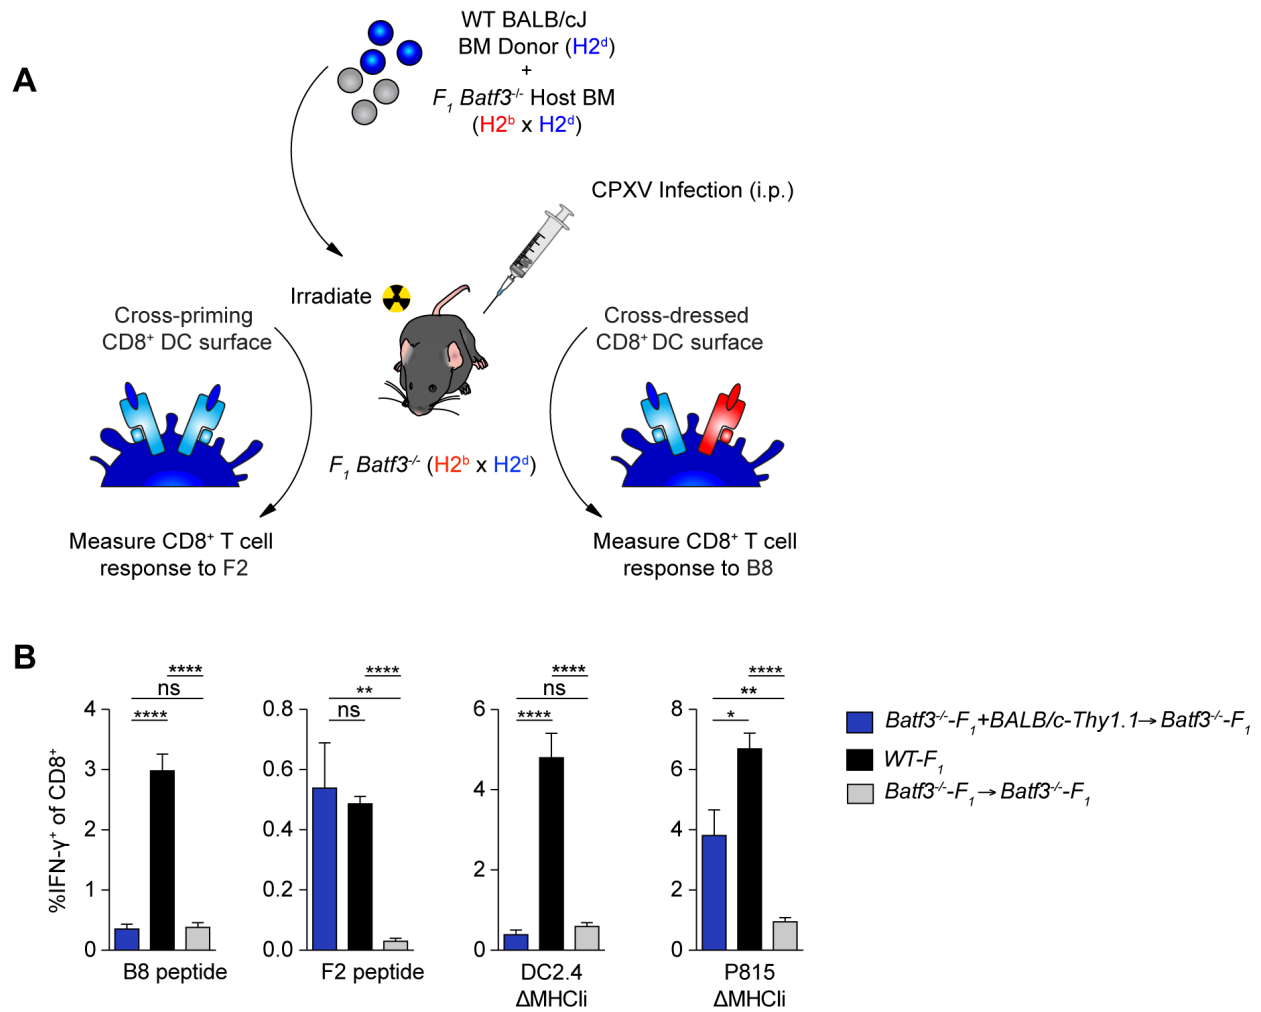 A
WT BALB/cJ
BM Donor (H2ᵈ)
+
F₁ Batf3⁻/⁻ Host BM
(H2ᵇ x H2ᵈ)
CPXV Infection (i.p.)
Irradiate
Cross-priming
CD8⁺ DC surface
Cross-dressed
CD8⁺ DC surface
F₁ Batf3⁻/⁻ (H2ᵇ x H2ᵈ)
Measure CD8⁺ T cell
response to F2
Measure CD8⁺ T cell
response to B8
B
%IFN-γ⁺ of CD8⁺
****
ns
****
4
3
2
1
0
B8 peptide
****
**
ns
0.8
0.6
0.4
0.2
0.0
F2 peptide
****
ns
****
6
4
2
0
DC2.4
ΔMHCIi
****
**
*
8
6
4
2
0
P815
ΔMHCIi
Batf3⁻/⁻-F₁+BALB/c-Thy1.1→Batf3⁻/⁻-F₁
WT-F₁
Batf3⁻/⁻-F₁→Batf3⁻/⁻-F₁